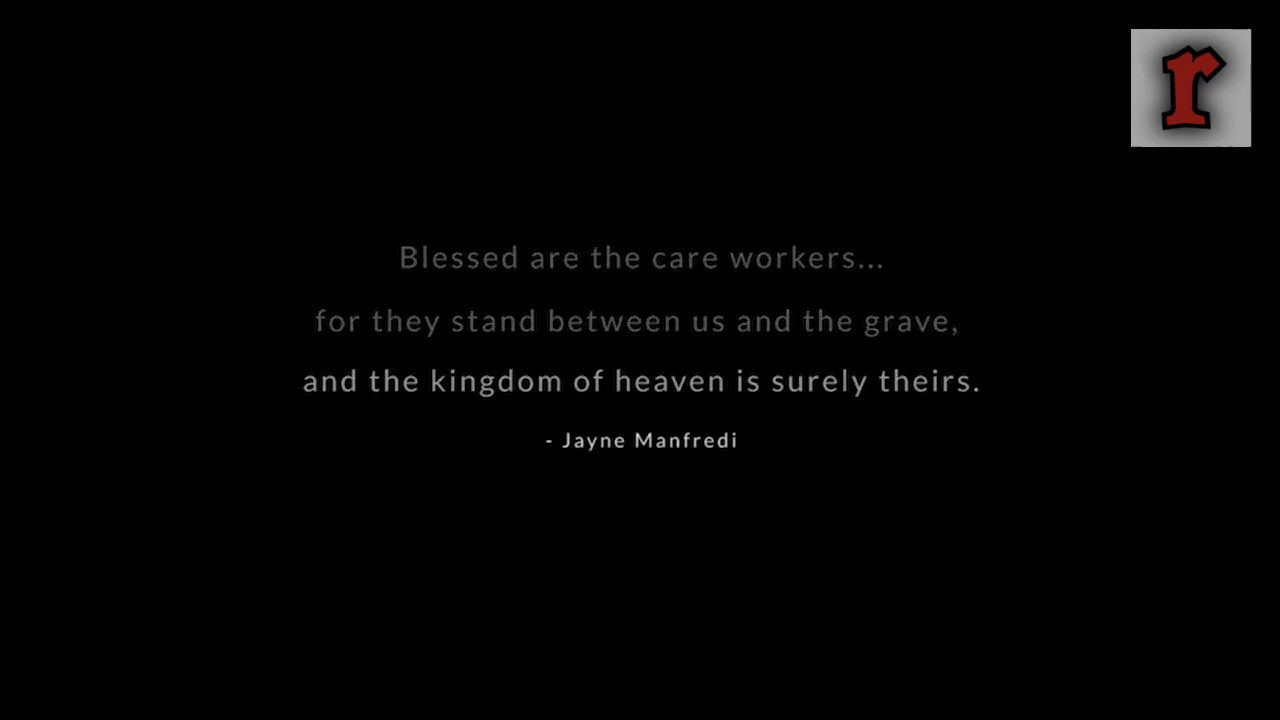 r
Blessed are the care workers...
for they stand between us and the grave,
and the kingdom of heaven is surely theirs.
- Jayne Manfredi